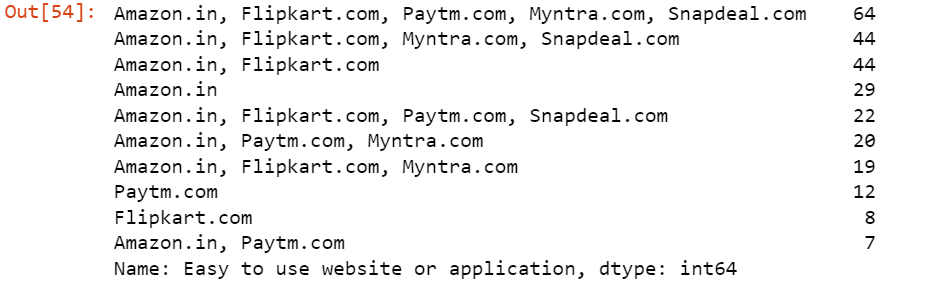 Out[54]: Amazon.in, Flipkart.com, Paytm.com, Myntra.com, Snapdeal.com 64
Amazon.in, Flipkart.com, Myntra.com, Snapdeal.com 44
Amazon.in, Flipkart.com 44
Amazon.in 29
Amazon.in, Flipkart.com, Paytm.com, Snapdeal.com 22
Amazon.in, Paytm.com, Myntra.com 20
Amazon.in, Flipkart.com, Myntra.com 19
Paytm.com 12
Flipkart.com 8
Amazon.in, Paytm.com 7
Name: Easy to use website or application, dtype: int64